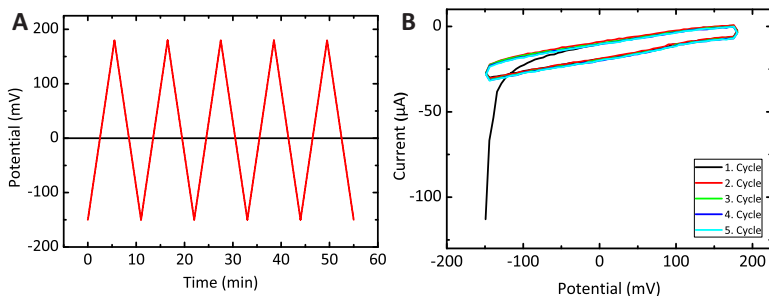 A
200
100
0
-100
-200
Potential (mV)
0 10 20 30 40 50 60
Time (min)
B
0
-50
-100
Current (µA)
1. Cycle
2. Cycle
3. Cycle
4. Cycle
5. Cycle
-200 -100 0 100 200
Potential (mV)